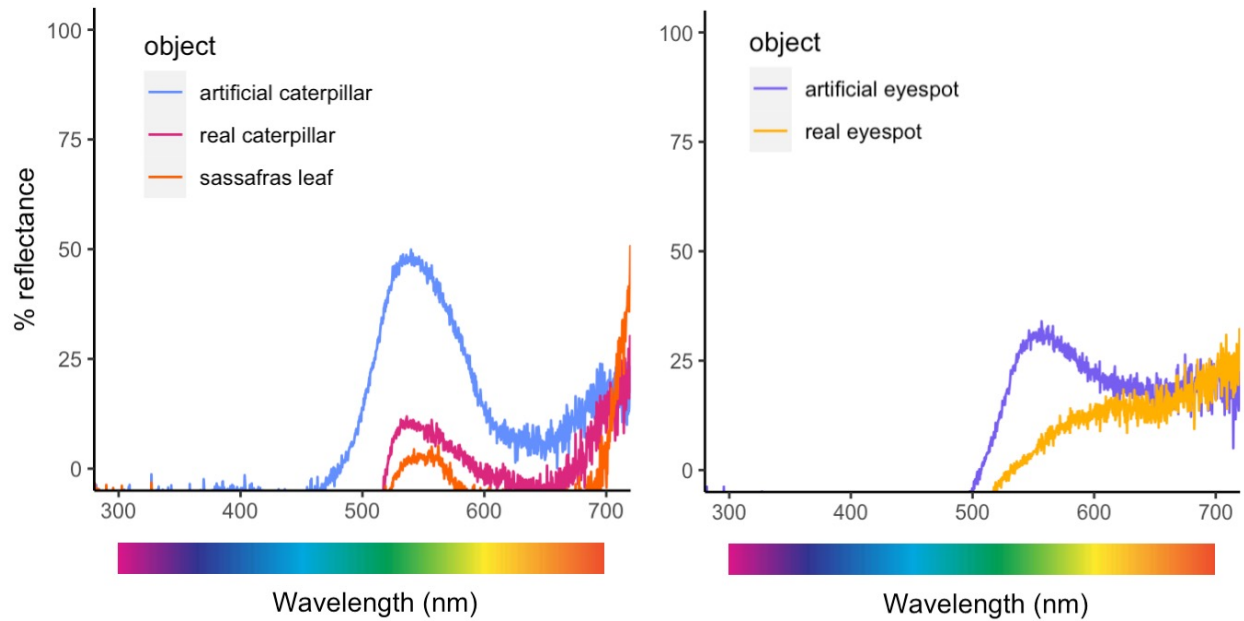 object
artificial caterpillar
real caterpillar
sassafras leaf
% reflectance
100
75
50
25
0
300 400 500 600 700
Wavelength (nm)
object
artificial eyespot
real eyespot
100
75
50
25
0
300 400 500 600 700
Wavelength (nm)